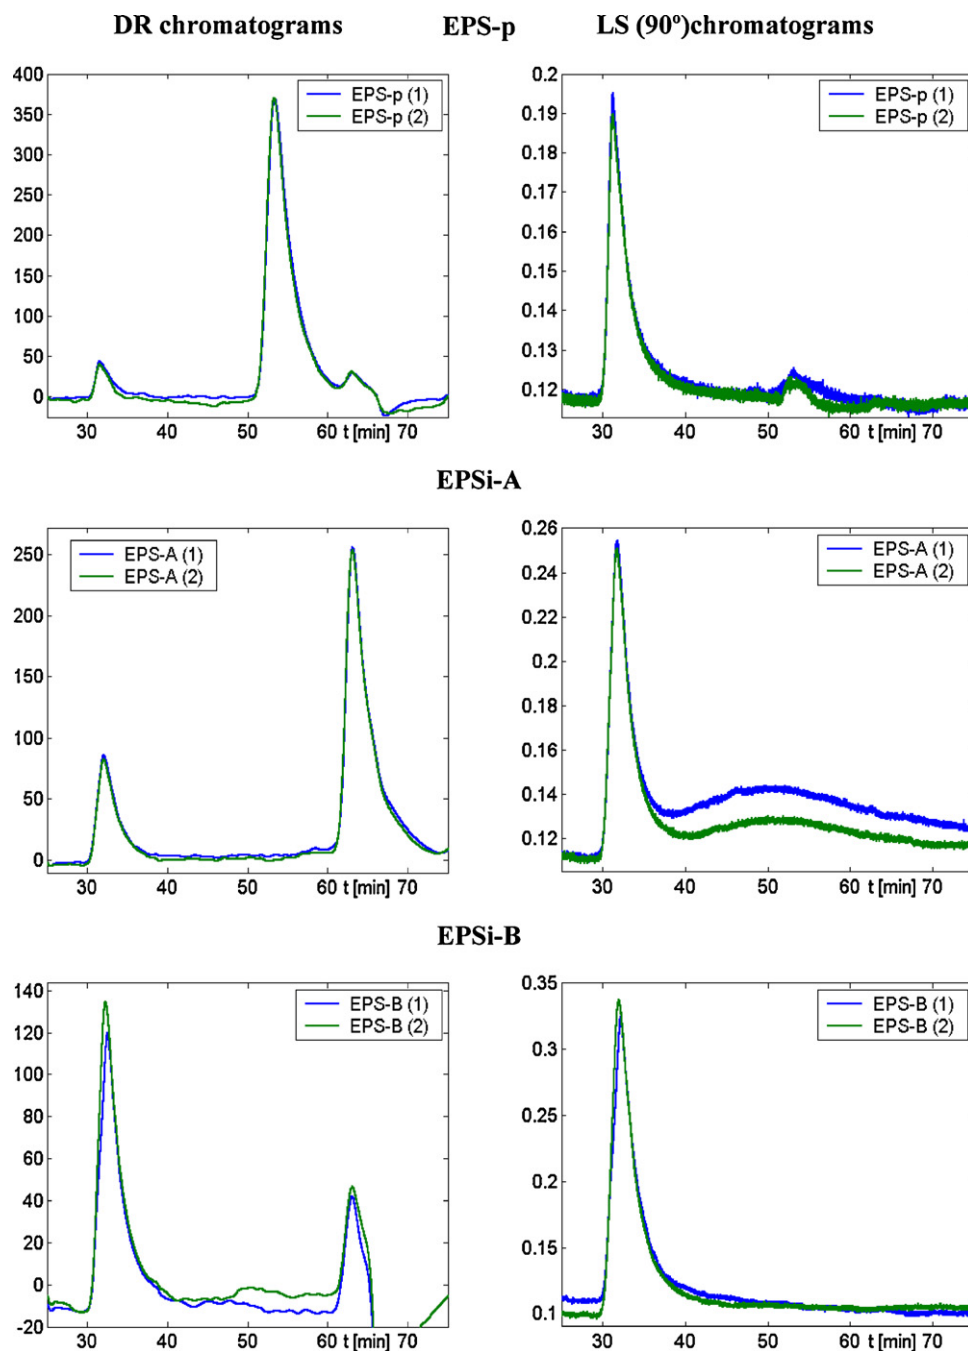 DR chromatograms EPS-p LS (90º)chromatograms
400
350
300
250
200
150
100
50
0
30 40 50 60 t [min] 70
EPS-p (1)
EPS-p (2)
0.2
0.19
0.18
0.17
0.16
0.15
0.14
0.13
0.12
30 40 50 60 t [min] 70
EPS-p (1)
EPS-p (2)
EPSi-A
250
200
150
100
50
0
30 40 50 60 t [min] 70
EPS-A (1)
EPS-A (2)
0.26
0.24
0.22
0.2
0.18
0.16
0.14
0.12
30 40 50 60 t [min] 70
EPS-A (1)
EPS-A (2)
EPSi-B
140
120
100
80
60
40
20
0
-20
30 40 50 60 t [min] 70
EPS-B (1)
EPS-B (2)
0.35
0.3
0.25
0.2
0.15
0.1
30 40 50 60 t [min] 70
EPS-B (1)
EPS-B (2)